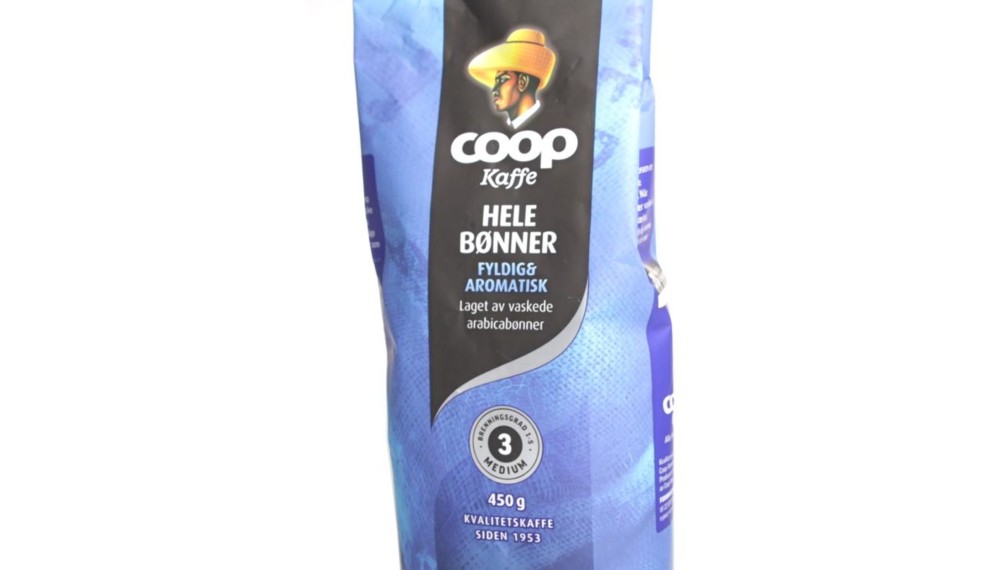 coop
Kaffe
HELE
BØNNER
FYLDIG&
AROMATISK
Laget av vaskede
arabicabønner
BRENNINGSGRAD 1-5
3
MEDIUM
450 g
KVALITETSKAFFE
SIDEN 1953